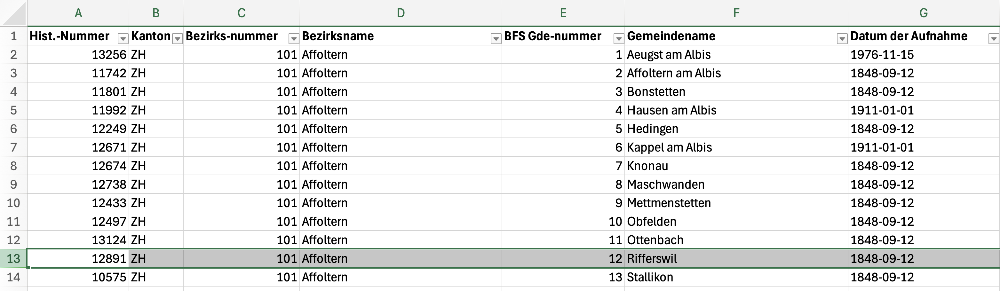 A B C D E F G
1 Hist.-Nummer Kanton Bezirks-nummer Bezirksname BFS Gde-nummer Gemeindename Datum der Aufnahme
2 13256 ZH 101 Affoltern 1 Aeugst am Albis 1976-11-15
3 11742 ZH 101 Affoltern 2 Affoltern am Albis 1848-09-12
4 11801 ZH 101 Affoltern 3 Bonstetten 1848-09-12
5 11992 ZH 101 Affoltern 4 Hausen am Albis 1911-01-01
6 12249 ZH 101 Affoltern 5 Hedingen 1848-09-12
7 12671 ZH 101 Affoltern 6 Kappel am Albis 1911-01-01
8 12674 ZH 101 Affoltern 7 Knonau 1848-09-12
9 12738 ZH 101 Affoltern 8 Maschwanden 1848-09-12
10 12433 ZH 101 Affoltern 9 Mettmenstetten 1848-09-12
11 12497 ZH 101 Affoltern 10 Obfelden 1848-09-12
12 13124 ZH 101 Affoltern 11 Ottenbach 1848-09-12
13 12891 ZH 101 Affoltern 12 Rifferswil 1848-09-12
14 10575 ZH 101 Affoltern 13 Stallikon 1848-09-12